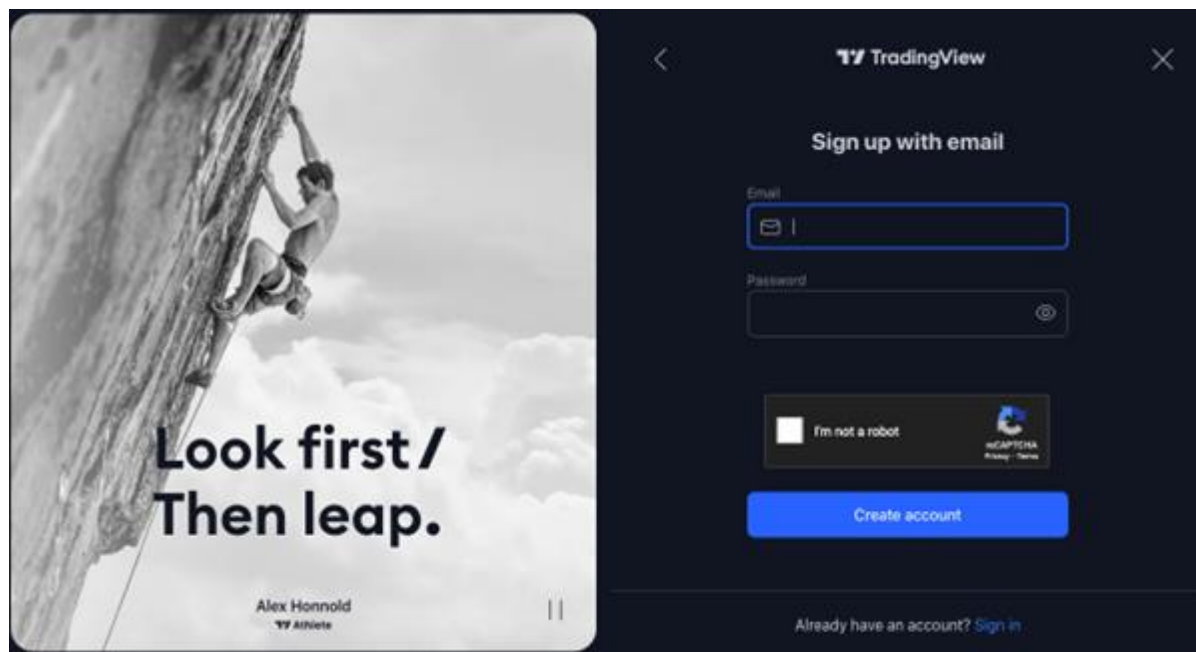 Look first/
Then leap.
Alex Honnold
Athlete
TradingView
Sign up with email
Email
Password
I'm not a robot
reCAPTCHA
Privacy - Terms
Create account
Already have an account? Sign in